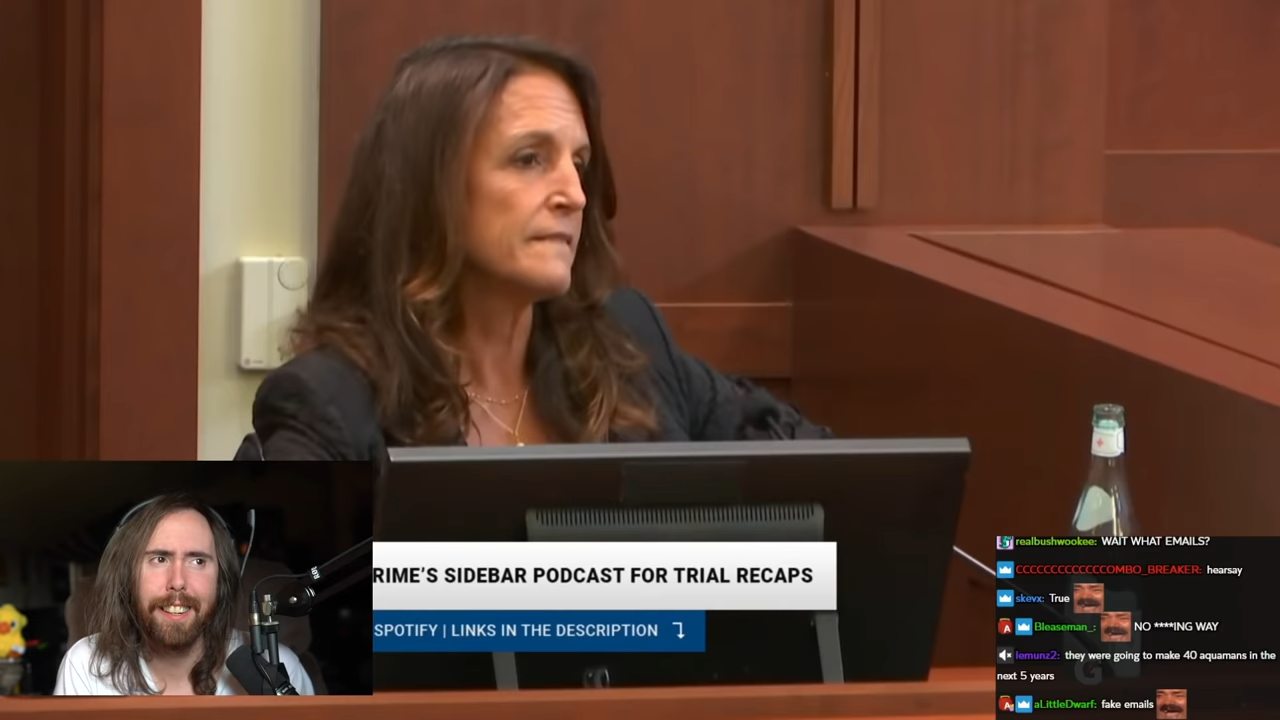 RIME'S SIDEBAR PODCAST FOR TRIAL RECAPS
SPOTIFY | LINKS IN THE DESCRIPTION
realbushwookee: WAIT WHAT EMAILS?
CCCCCCCCCCCCCOMBO_BREAKER: hearsay
skevx: True
Bleaseman_: NO ****ING WAY
lemunz2: they were going to make 40 aquamans in the
next 5 years
aLittleDwarf: fake emails